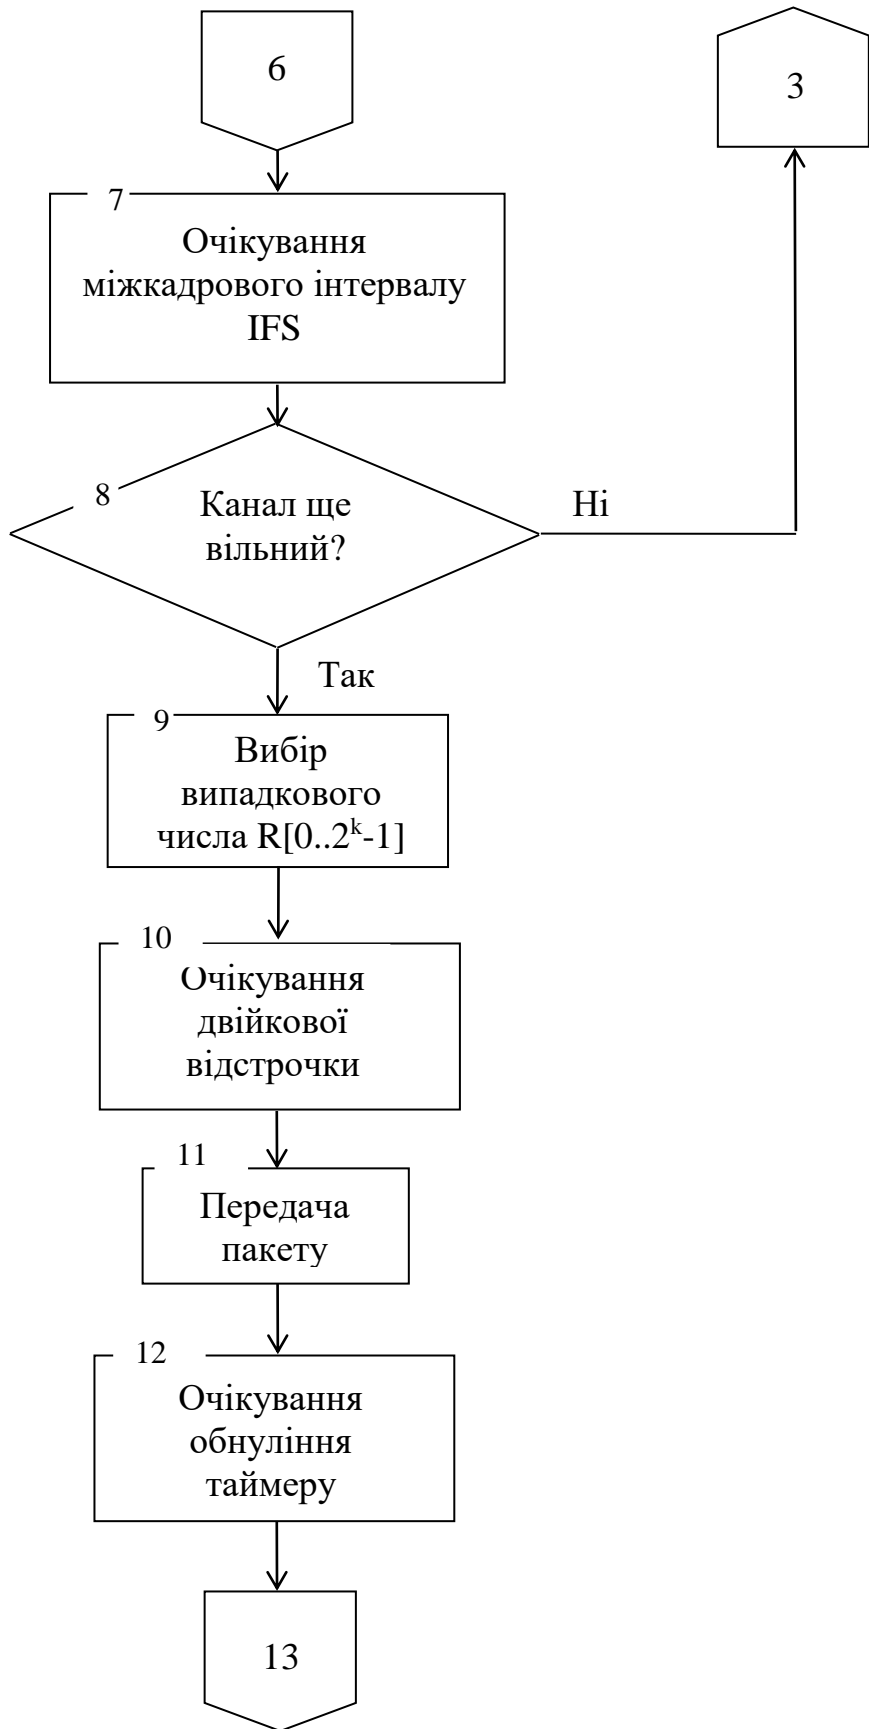 6
3
7
Очікування
міжкадрового інтервалу
IFS
8
Канал ще
вільний?
Ні
Так
9
Вибір
випадкового
числа R[0..2ᵏ-1]
10
Очікування
двійкової
відстрочки
11
Передача
пакету
12
Очікування
обнуління
таймеру
13